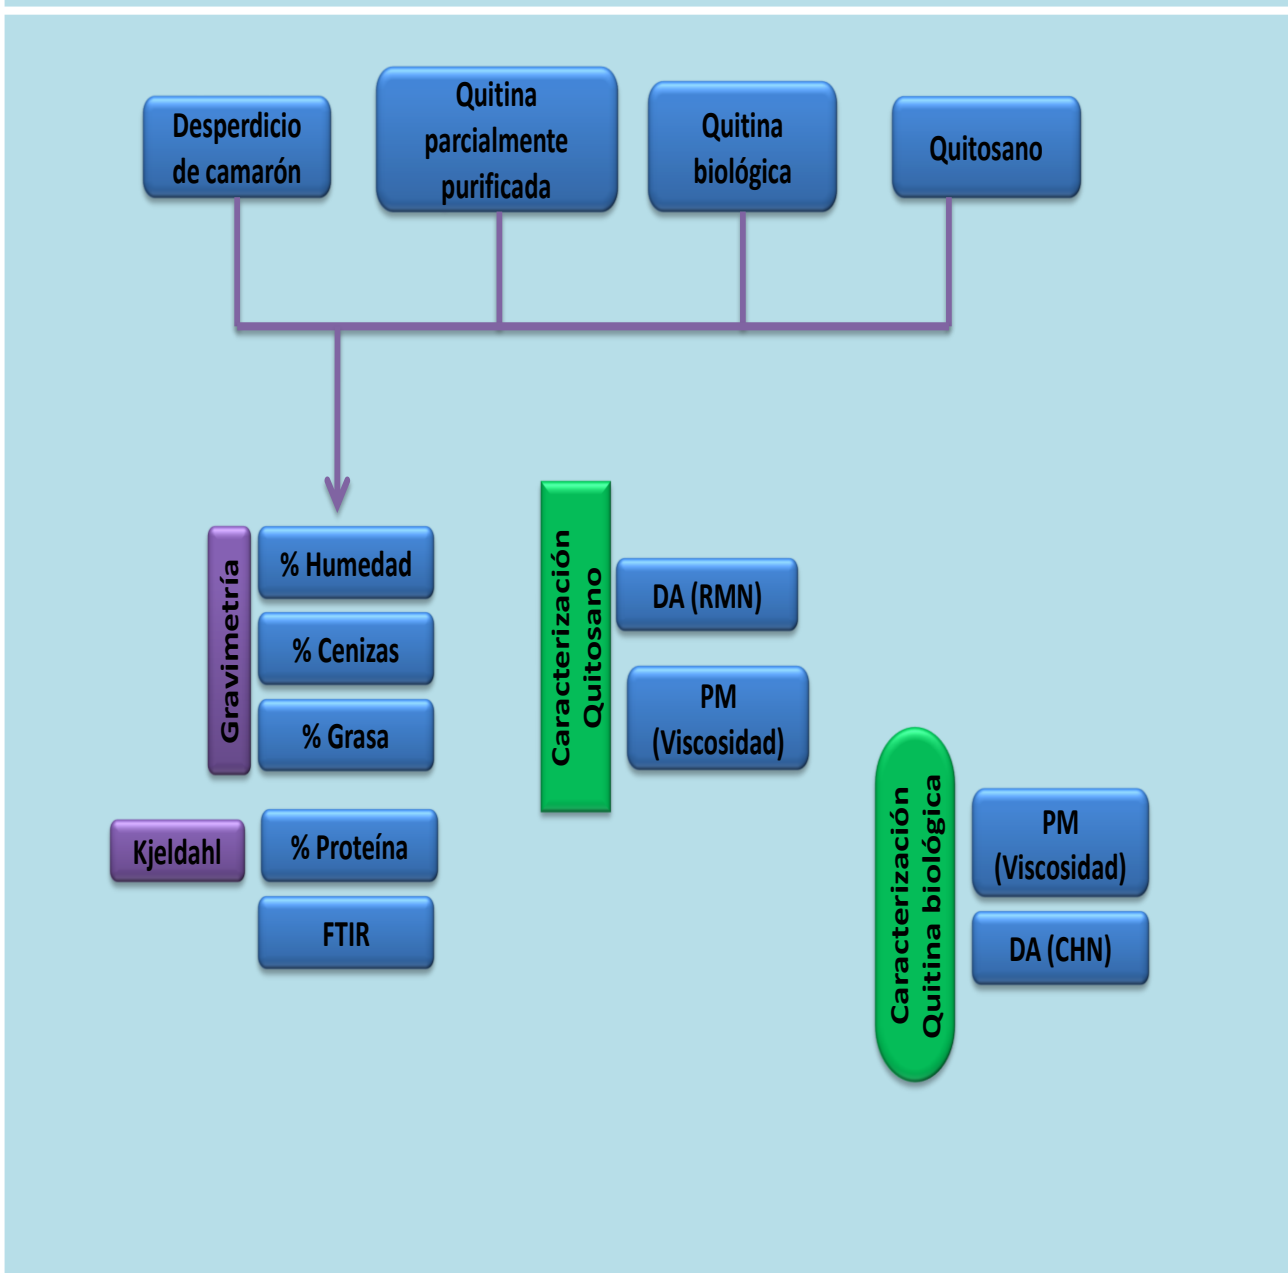 Desperdicio
de camarón
Quitina
parcialmente
purificada
Quitina
biológica
Quitosano
Gravimetría
% Humedad
% Cenizas
% Grasa
Kjeldahl
% Proteína
FTIR
Caracterización
Quitosano
DA (RMN)
PM
(Viscosidad)
Caracterización
Quitina biológica
PM
(Viscosidad)
DA (CHN)